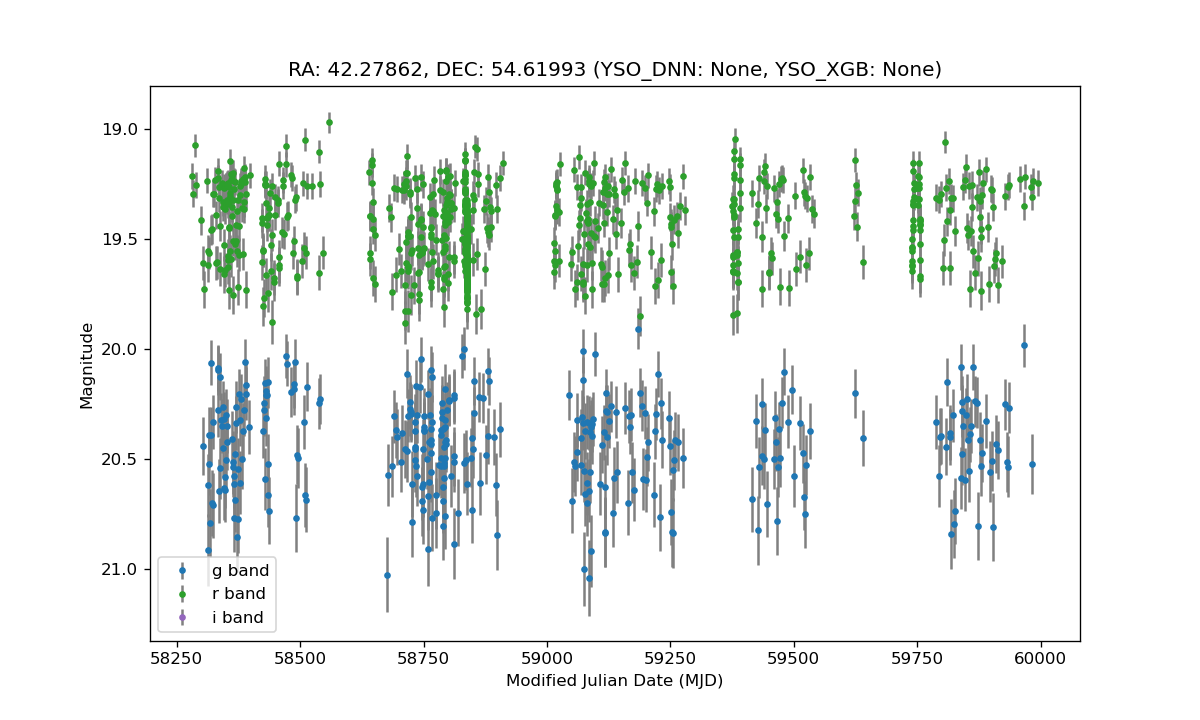 RA: 42.27862, DEC: 54.61993 (YSO_DNN: None, YSO_XGB: None)
19.0
19.5
20.0
20.5
21.0
Magnitude
g band
r band
i band
58250 58500 58750 59000 59250 59500 59750 60000
Modified Julian Date (MJD)